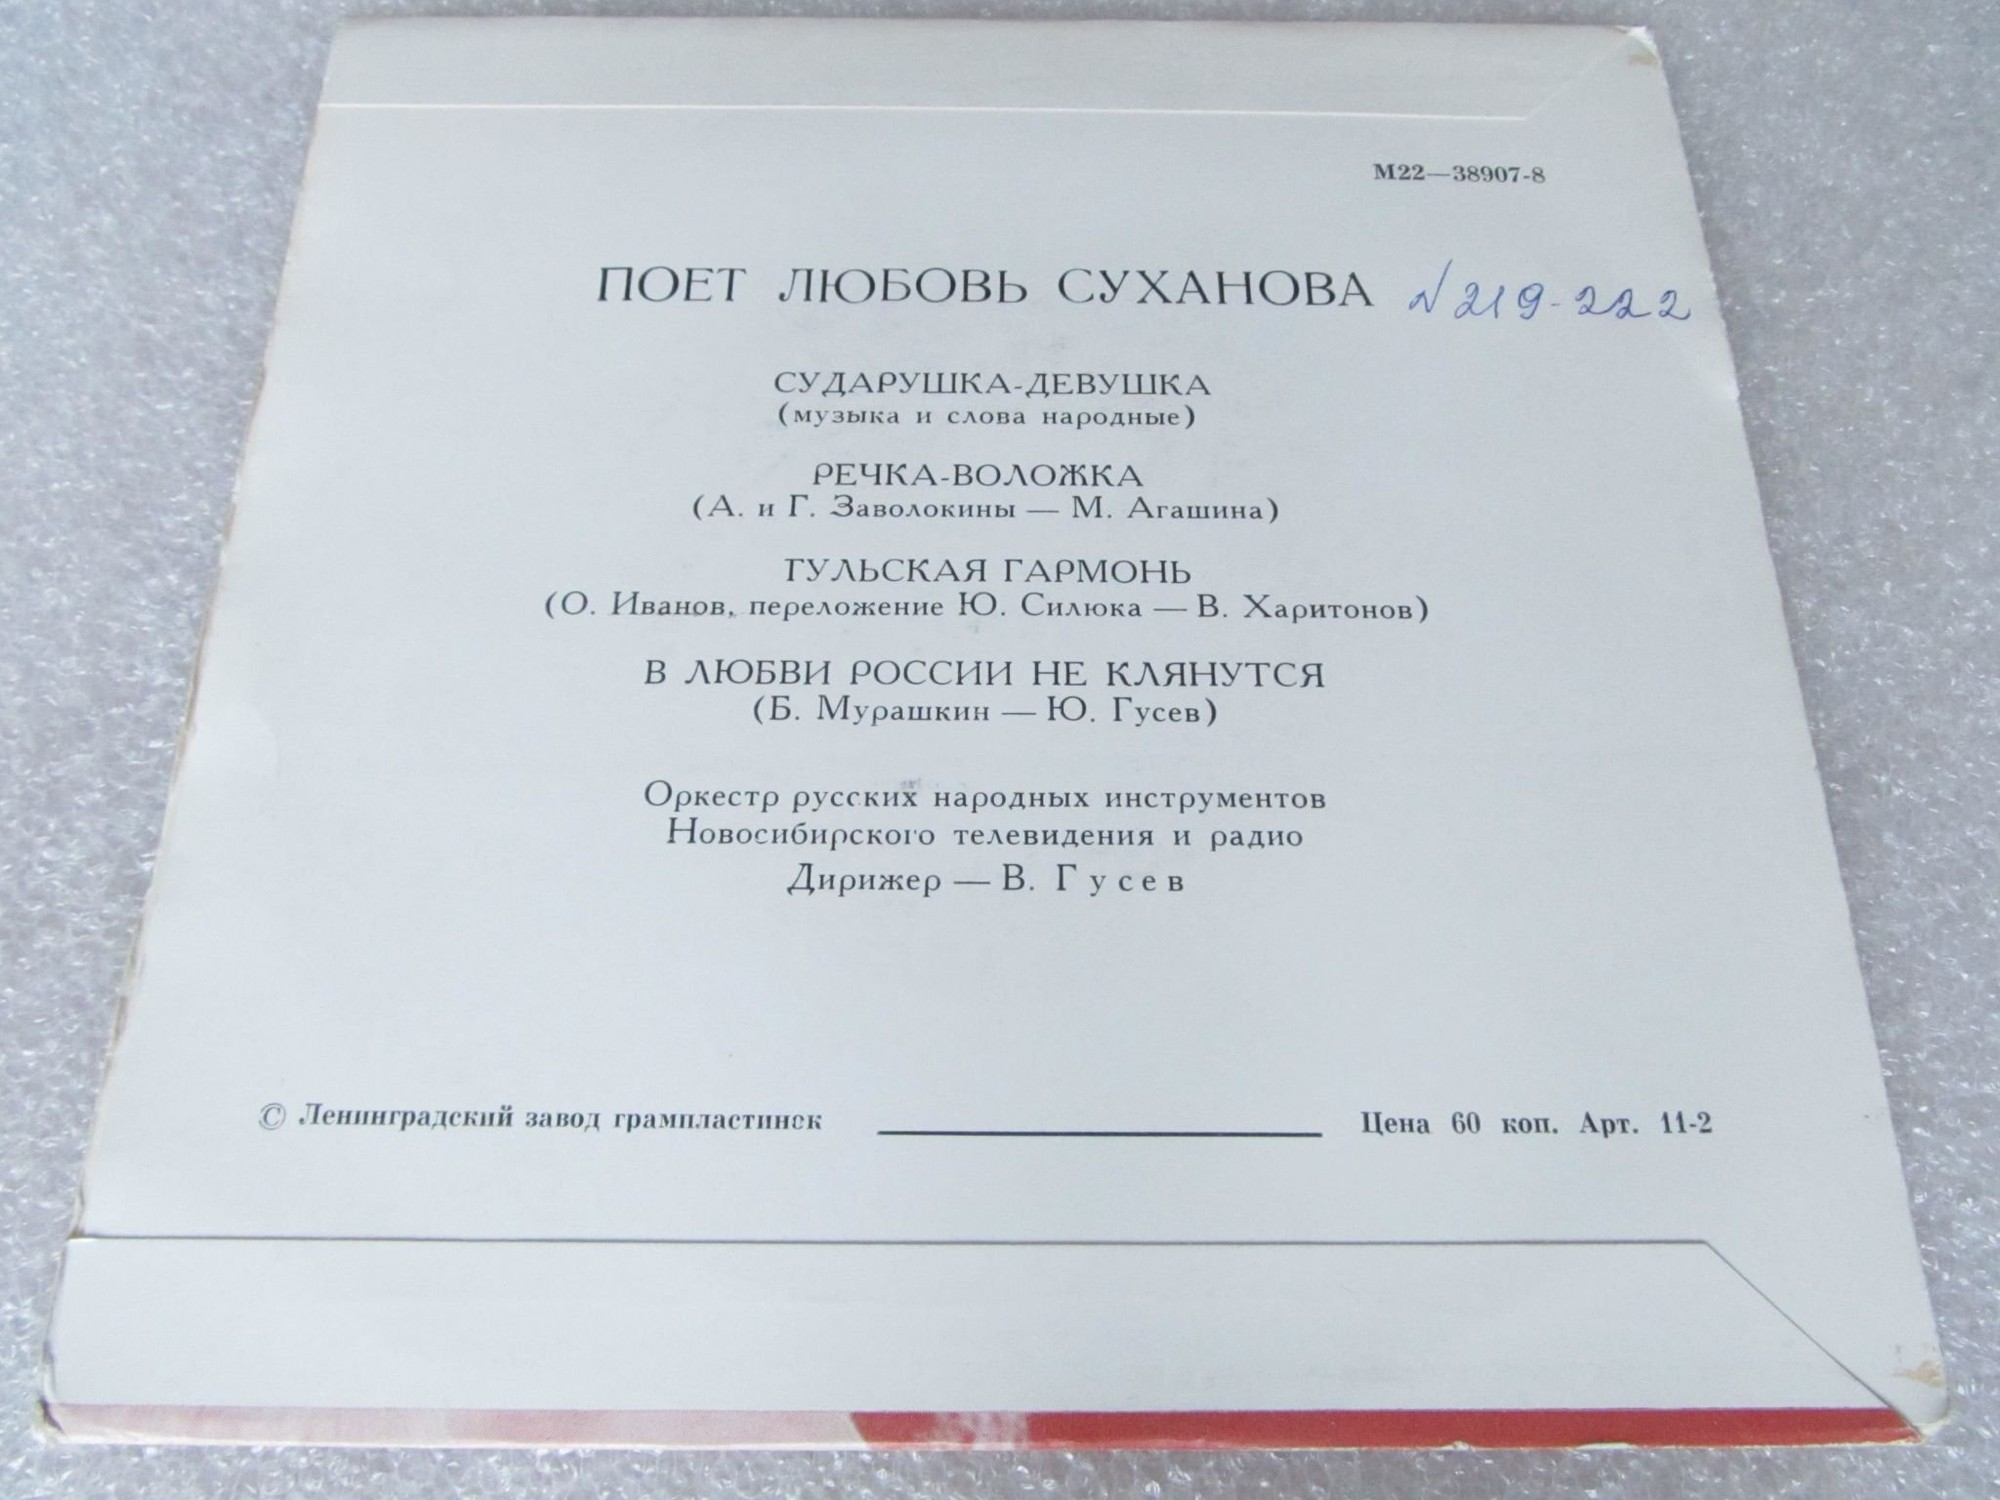 М22—38907-8
ПОЕТ ЛЮБОВЬ СУХАНОВА № 219-222
СУДАРУШКА-ДЕВУШКА
(музыка и слова народные)
РЕЧКА-ВОЛОЖКА
(А. и Г. Заволокины — М. Агашина)
ТУЛЬСКАЯ ГАРМОНЬ
(О. Иванов, переложение Ю. Силюка — В. Харитонов)
В ЛЮБВИ РОССИИ НЕ КЛЯНУТСЯ
(Б. Мурашкин — Ю. Гусев)
Оркестр русских народных инструментов
Новосибирского телевидения и радио
Дирижер — В. Гусев
© Ленинградский завод грампластинок Цена 60 коп. Арт. 11-2